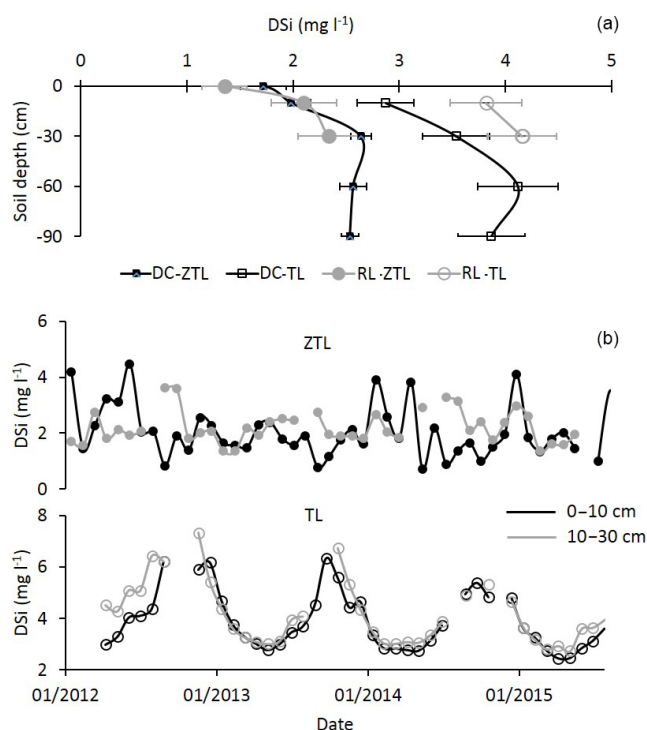 DSi (mg l⁻¹)
(a)
0 1 2 3 4 5
0
-30
-60
-90
Soil depth (cm)
DC-ZTL DC-TL RL-ZTL RL-TL
(b)
ZTL
6
4
2
0
DSi (mg l⁻¹)
TL
0–10 cm
10–30 cm
8
6
4
2
DSi (mg l⁻¹)
01/2012 01/2013 01/2014 01/2015
Date